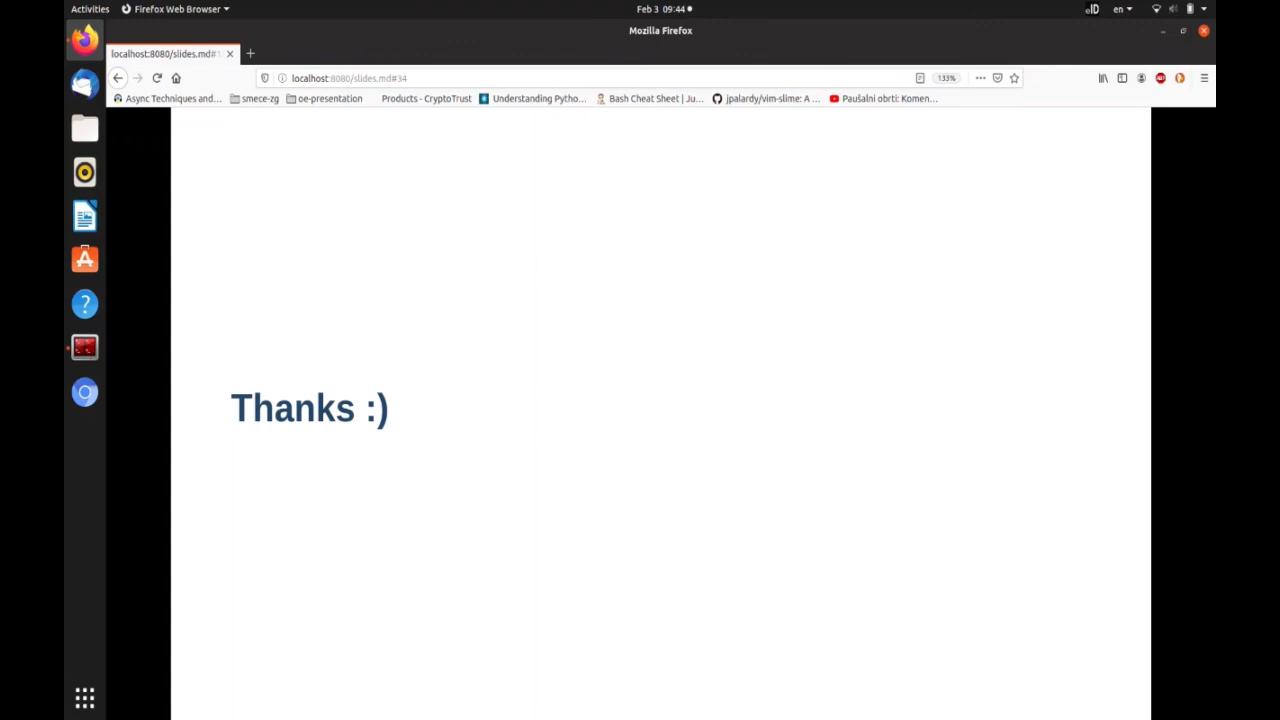 Activities Firefox Web Browser Feb 3 09:44 eID en
Mozilla Firefox
localhost:8080/slides.md#
localhost:8080/slides.md#34 133%
Async Techniques and... smece-zg oe-presentation Products - CryptoTrust Understanding Pytho... Bash Cheat Sheet | Ju... jpalardy/vim-slime: A ... Paušalni obrti: Komen...
Thanks :)